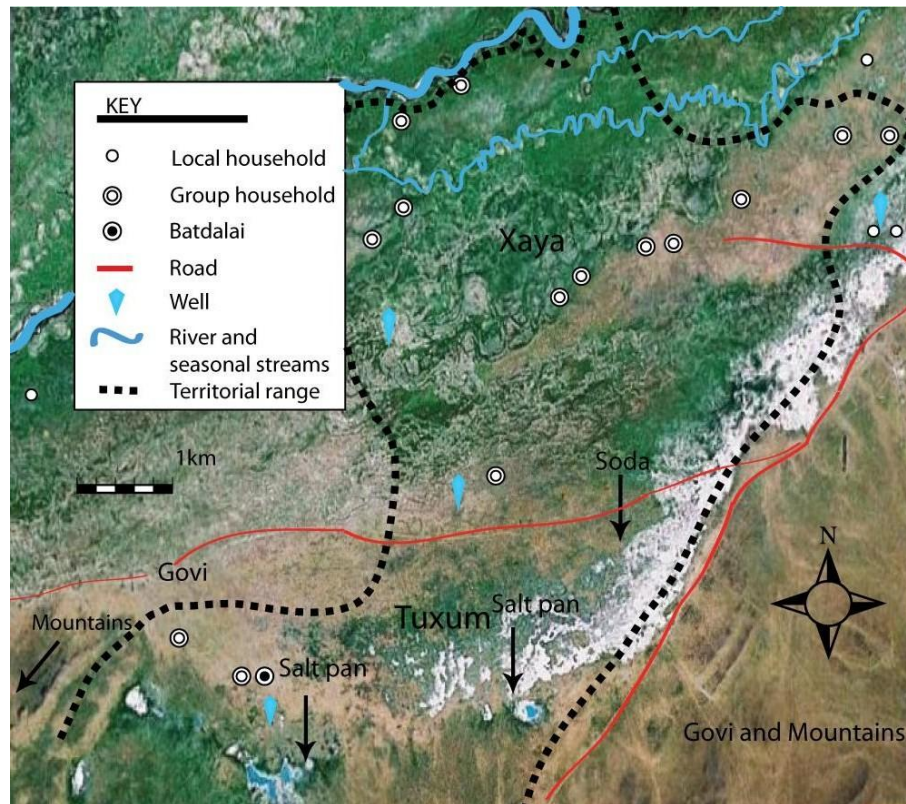 KEY
Local household
Group household
Batdalai
Road
Well
River and
seasonal streams
Territorial range
Xaya
1km
Soda
Govi
N
Mountains
Tuxum
Salt pan
Salt pan
Govi and Mountains